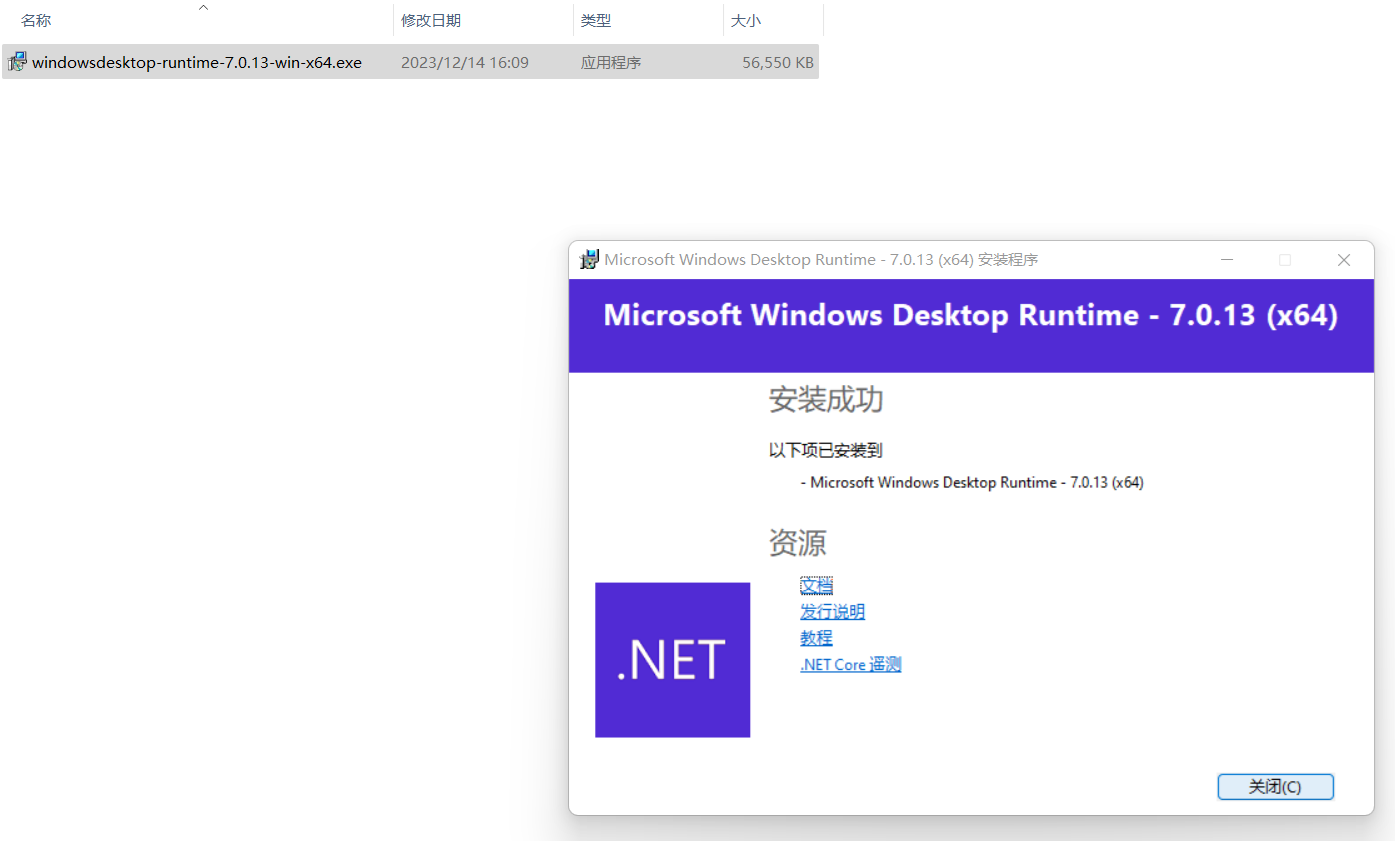 名称 修改日期 类型 大小
windowsdesktop-runtime-7.0.13-win-x64.exe 2023/12/14 16:09 应用程序 56,550 KB
Microsoft Windows Desktop Runtime - 7.0.13 (x64) 安装程序
Microsoft Windows Desktop Runtime - 7.0.13 (x64)
安装成功
以下项已安装到
- Microsoft Windows Desktop Runtime - 7.0.13 (x64)
资源
文档
发行说明
教程
.NET Core 遥测
.NET
关闭(C)